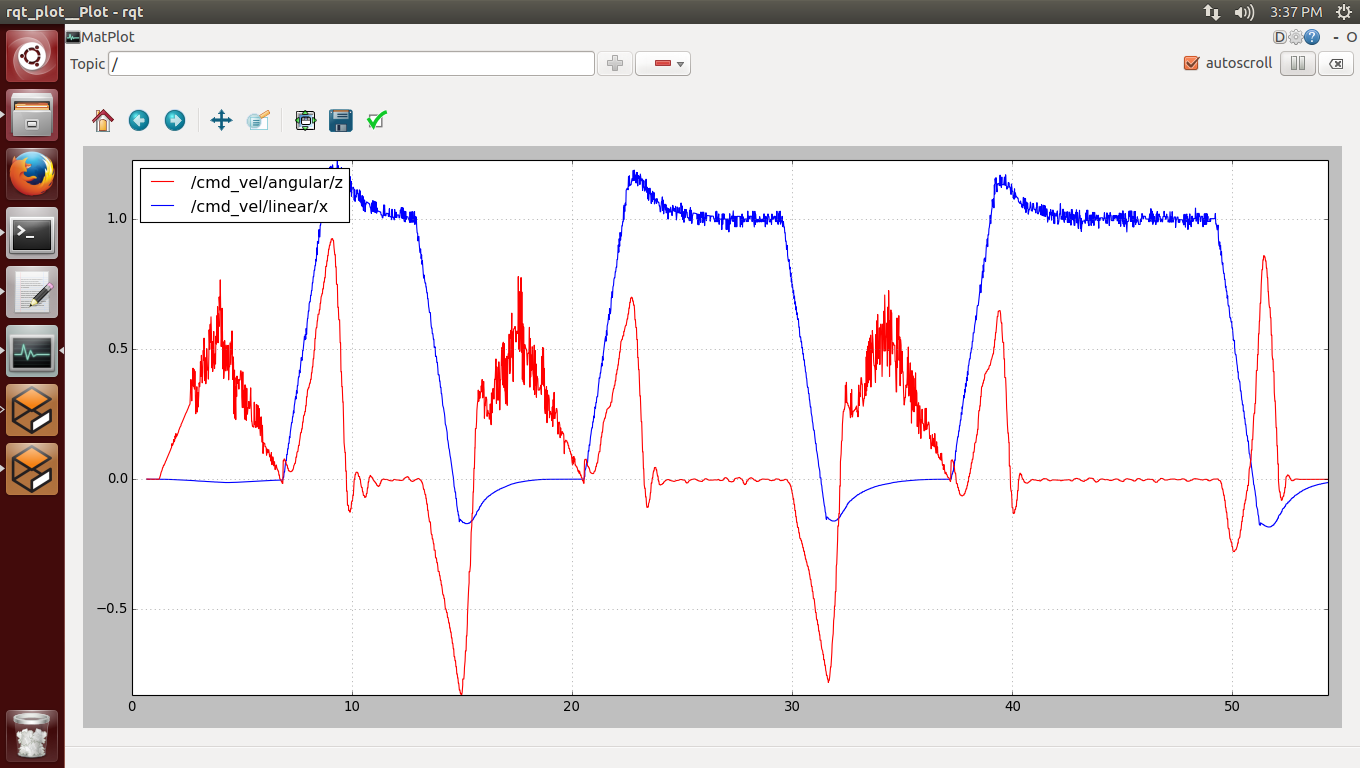 rqt_plot__Plot - rqt
3:37 PM
MatPlot
D
?
- O
Topic
/
autoscroll
/cmd_vel/angular/z
/cmd_vel/linear/x
1.0
0.5
0.0
−0.5
0
10
20
30
40
50